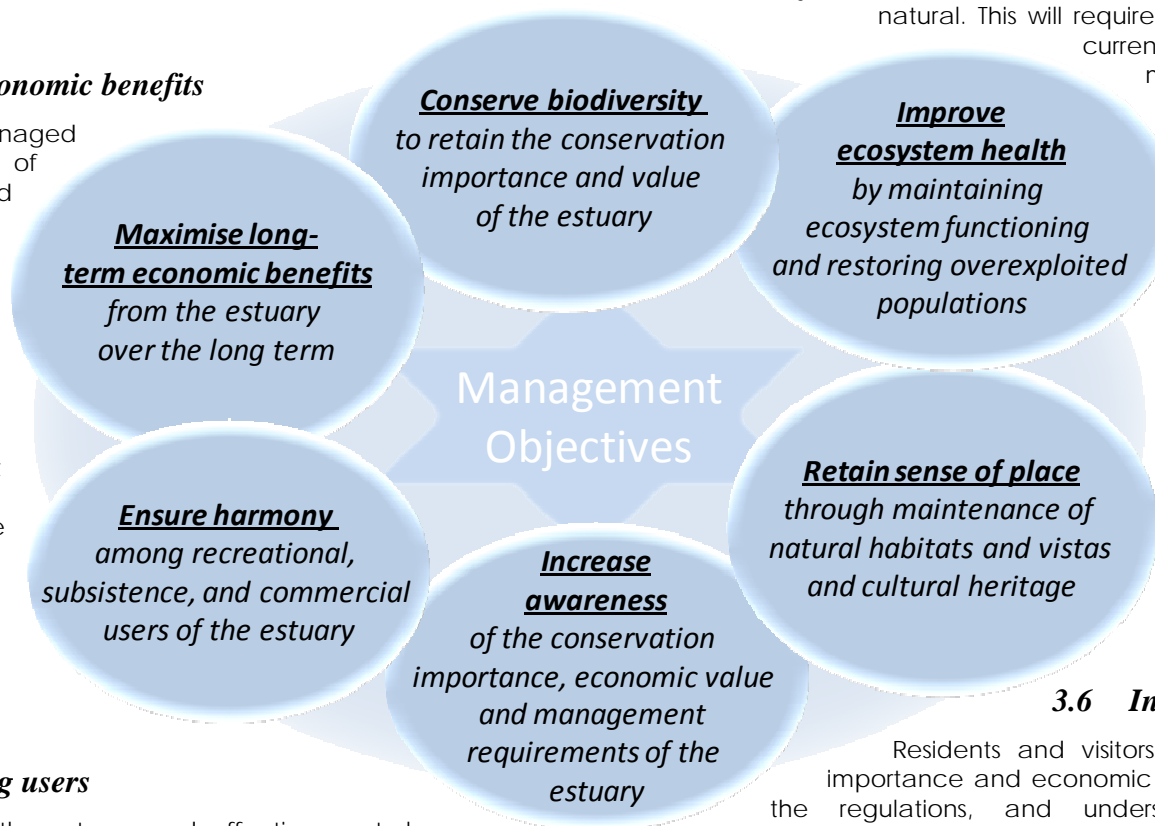 natural. This will require
curren
onomic benefits
naged
of
d
Conserve biodiversity
to retain the conservation
importance and value
of the estuary
Improve
ecosystem health
by maintaining
ecosystem functioning
and restoring overexploited
populations
Maximise long-
term economic benefits
from the estuary
over the long term
Management
Objectives
e
Ensure harmony
among recreational,
subsistence, and commercial
users of the estuary
Increase
awareness
of the conservation
importance, economic value
and management
requirements of the
estuary
Retain sense of place
through maintenance of
natural habitats and vistas
and cultural heritage
3.6 In
Residents and visitors
importance and economic
the regulations, and unders
g users